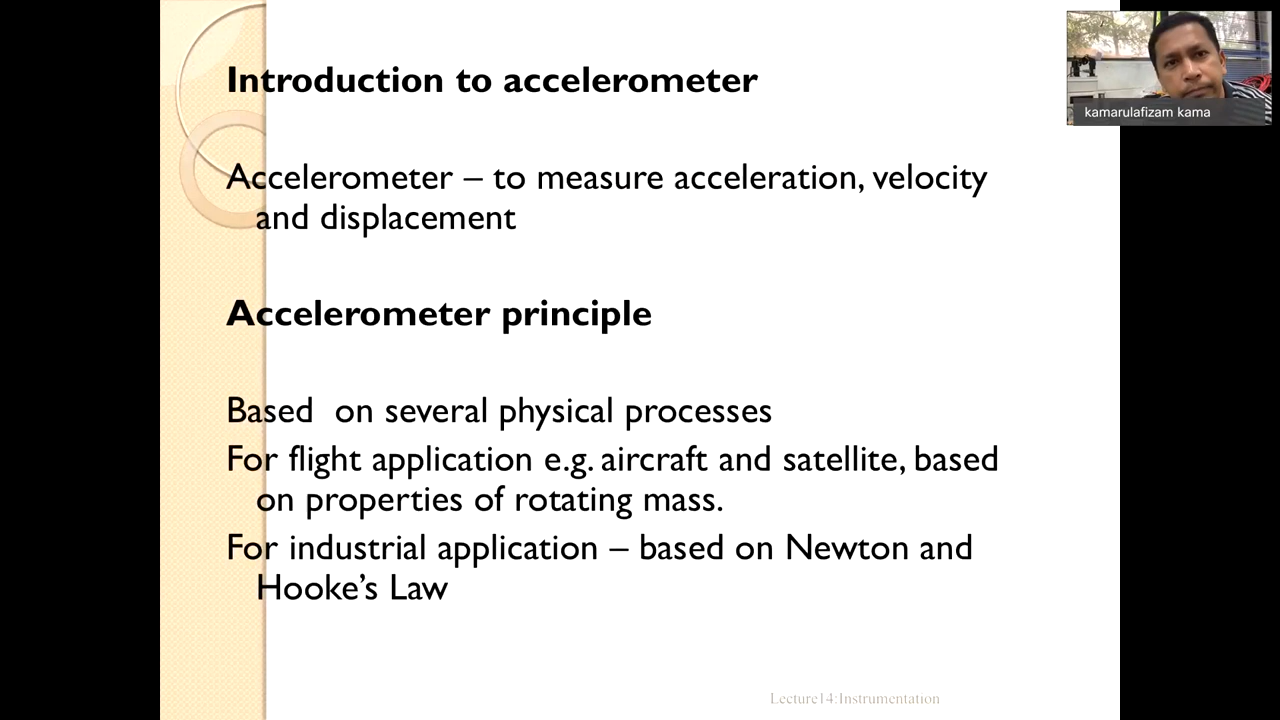 Introduction to accelerometer
kamarulafizam kama
Accelerometer – to measure acceleration, velocity
and displacement
Accelerometer principle
Based  on several physical processes
For flight application e.g. aircraft and satellite, based
on properties of rotating mass.
For industrial application – based on Newton and
Hooke’s Law
Lecture14:Instrumentation